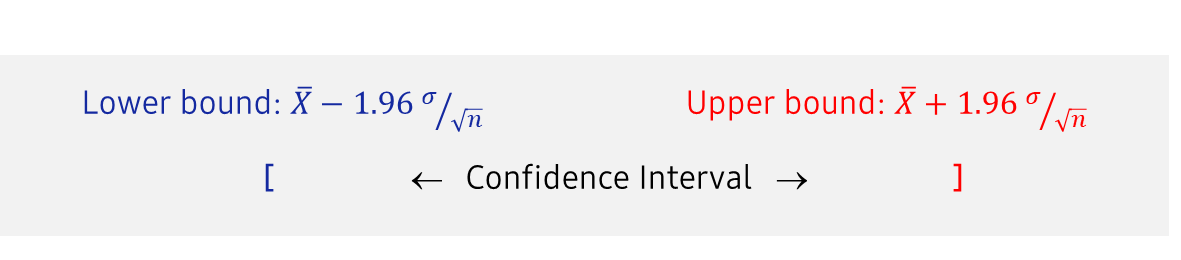 Lower bound: X̄ − 1.96 σ/√n Upper bound: X̄ + 1.96 σ/√n
[ ← Confidence Interval → ]